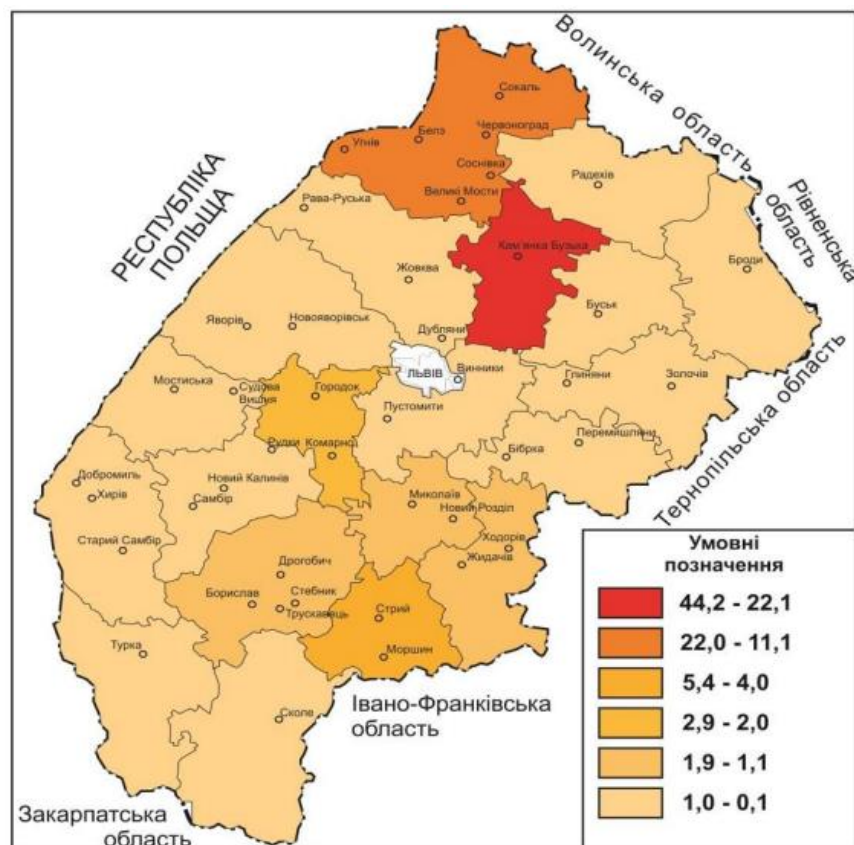 Волинська область
Сокаль
Белз
Червоноград
Угнів
Соснівка
Великі Мости
Радехів
Рівненська
область
РЕСПУБЛІКА
ПОЛЬЩА
Рава-Руська
Кам'янка Бузька
Жовква
Броди
Буськ
Яворів
Новояворівськ
Дубляни
ЛЬВІВ
Винники
Глиняни
Золочів
Мостиська
Судова
Вишня
Городок
Пустомити
Тернопільська область
Рудки
Комарно
Бібрка
Перемишляни
Добромиль
Хирів
Новий Калинів
Самбір
Миколаїв
Новий Розділ
Старий Самбір
Ходорів
Жидачів
Дрогобич
Борислав
Стебник
Трускавець
Стрий
Моршин
Турка
Сколе
Івано-Франківська
область
Закарпатська
область
Умовні
позначення
44,2 - 22,1
22,0 - 11,1
5,4 - 4,0
2,9 - 2,0
1,9 - 1,1
1,0 - 0,1